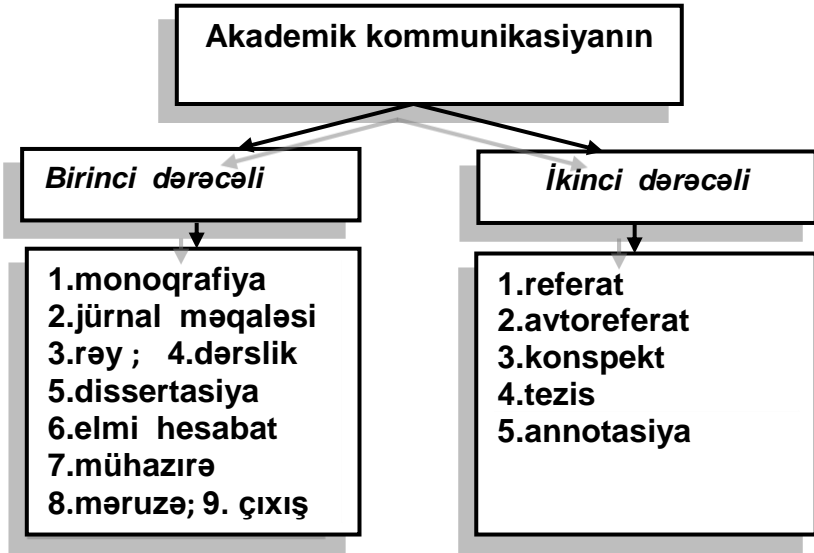 Akademik kommunikasiyanın
Birinci dərəcəli
1.monoqrafiya
2.jürnal məqaləsi
3.rəy ; 4.dərslik
5.dissertasiya
6.elmi hesabat
7.mühazırə
8.məruzə; 9. çıxış
İkinci dərəcəli
1.referat
2.avtoreferat
3.konspekt
4.tezis
5.annotasiya